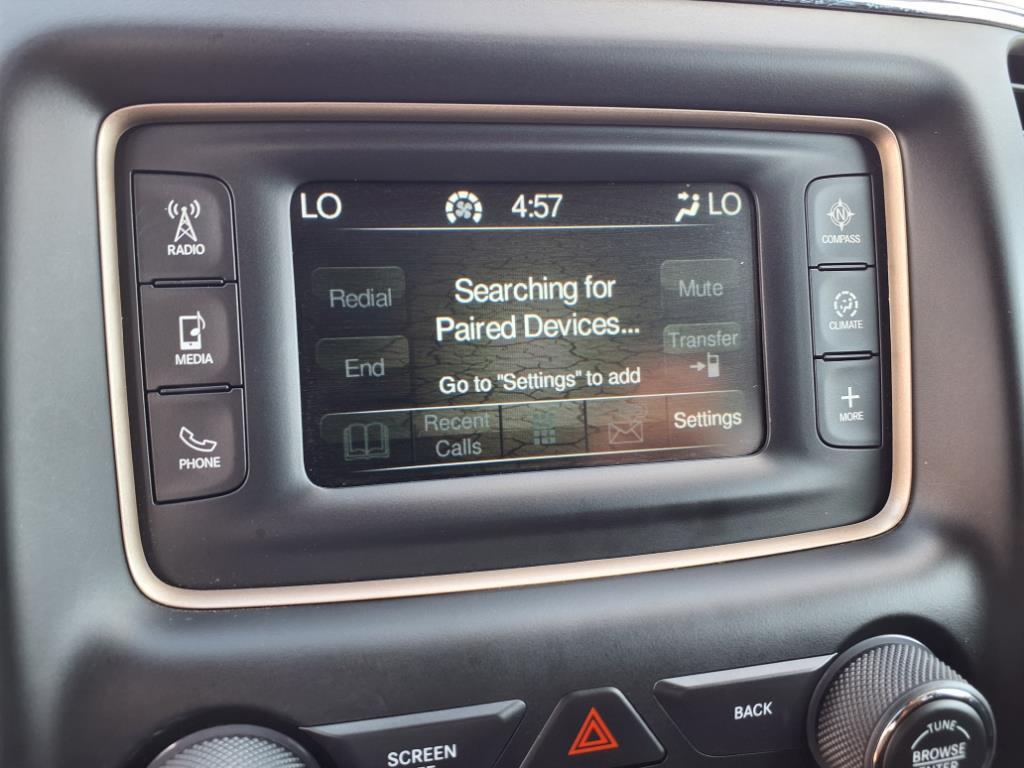 LO 4:57 LO
RADIO
MEDIA
PHONE
Redial
End
Searching for
Paired Devices...
Go to "Settings" to add
Mute
Transfer
Recent
Calls
Settings
N
COMPASS
CLIMATE
+
MORE
SCREEN
BACK
TUNE
BROWSE